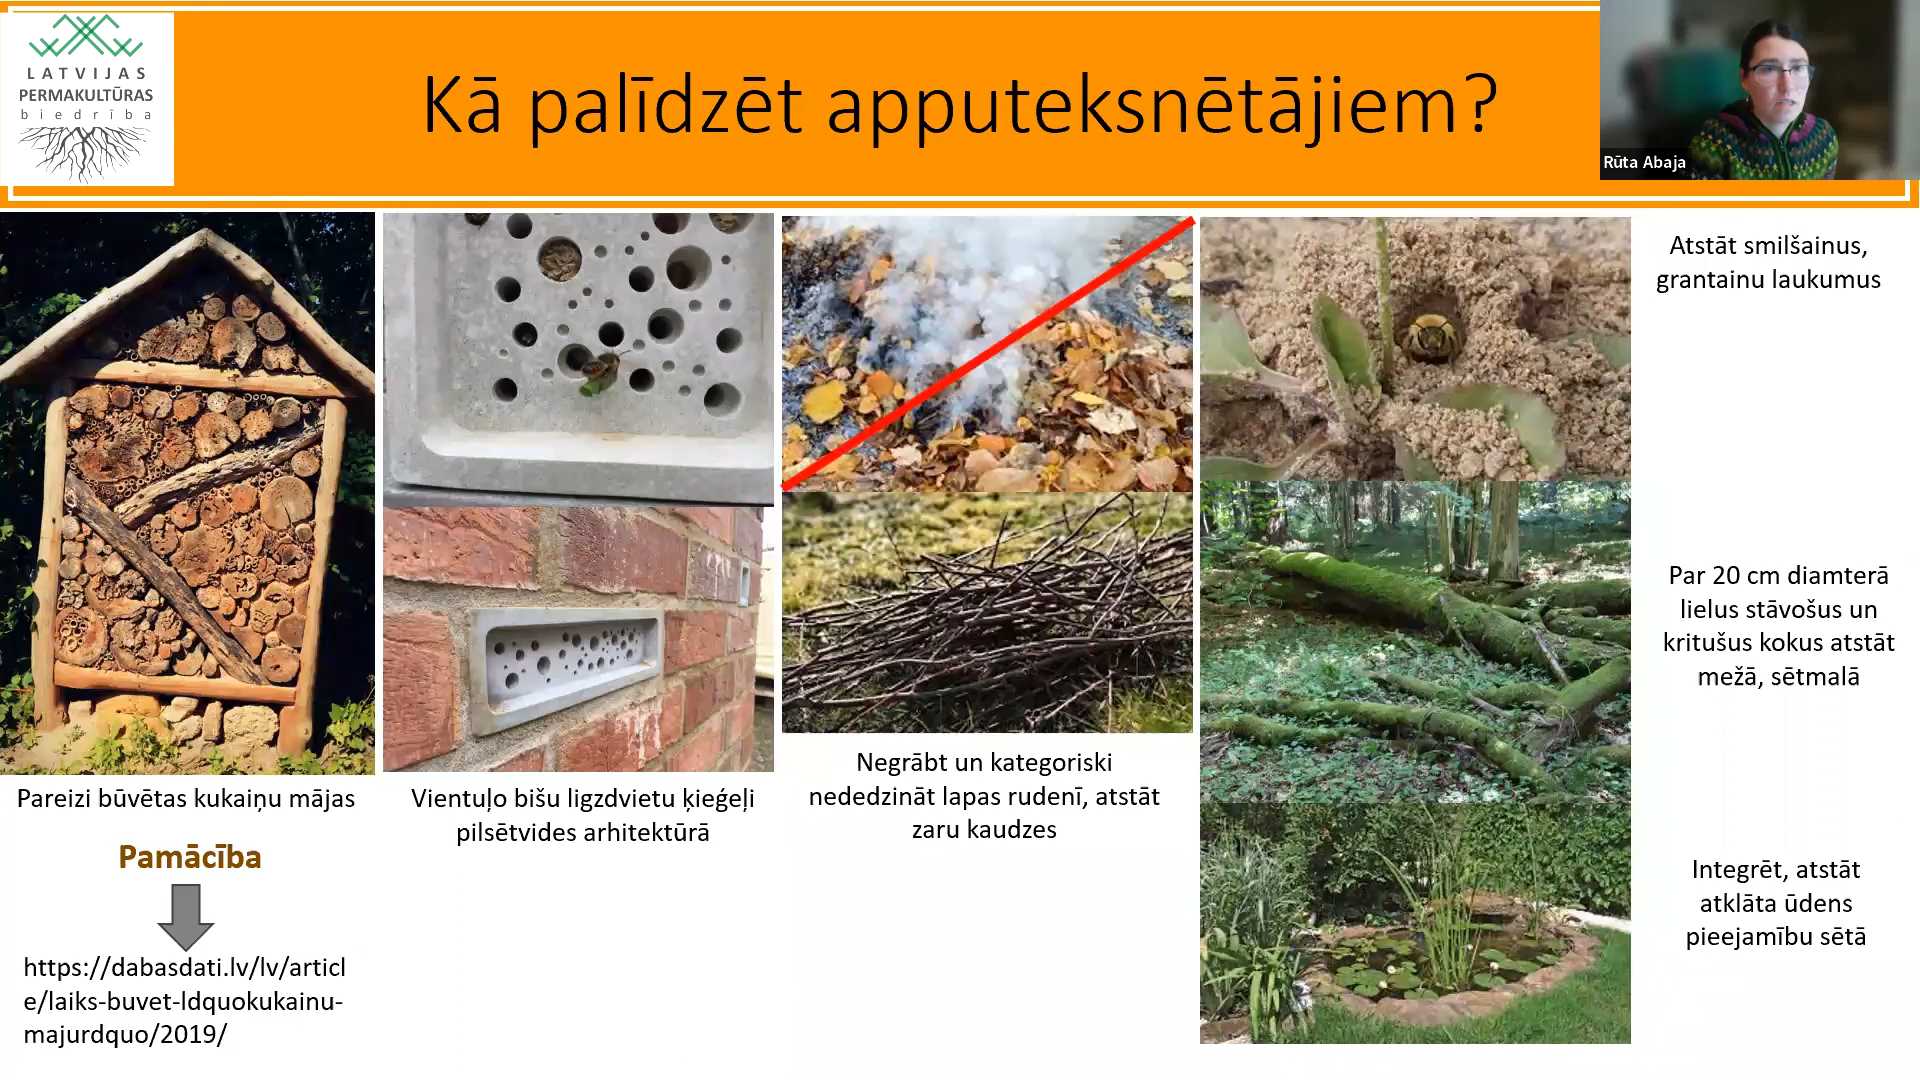 LATVIJAS
PERMAKULTŪRAS
biedrība
Kā palīdzēt apputeksnētājiem?
Rūta Abaja
Pareizi būvētas kukaiņu mājas
Pamācība
https://dabasdati.lv/lv/articl
e/laiks-buvet-ldquokukainu-
majurdquo/2019/
Vientuļo bišu ligzdvietu ķieģeļi
pilsētvides arhitektūrā
Negrābt un kategoriski
nededzināt lapas rudenī, atstāt
zaru kaudzes
Atstāt smilšainus,
grantainu laukumus
Par 20 cm diamterā
lielus stāvošus un
kritušus kokus atstāt
mežā, sētmalā
Integrēt, atstāt
atklāta ūdens
pieejamību sētā